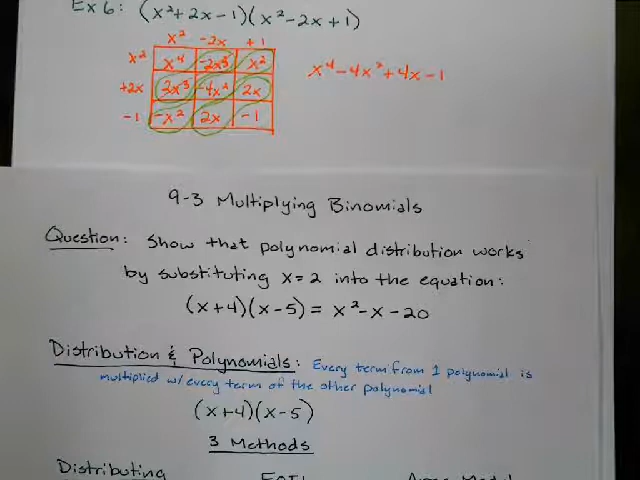 Ex 6: (x²+2x-1)(x²-2x+1)
x² -2x +1
x² x⁴ -2x³ x²
+2x 2x³ -4x² 2x
-1 -x² 2x -1
x⁴-4x²+4x-1
9-3 Multiplying Binomials
Question: Show that polynomial distribution works
by substituting x=2 into the equation:
(x+4)(x-5)=x²-x-20
Distribution & Polynomials: Every term from 1 polynomial is
multiplied w/ every term of the other polynomial
(x+4)(x-5)
3 Methods
Distributing
FOIL
Area Model